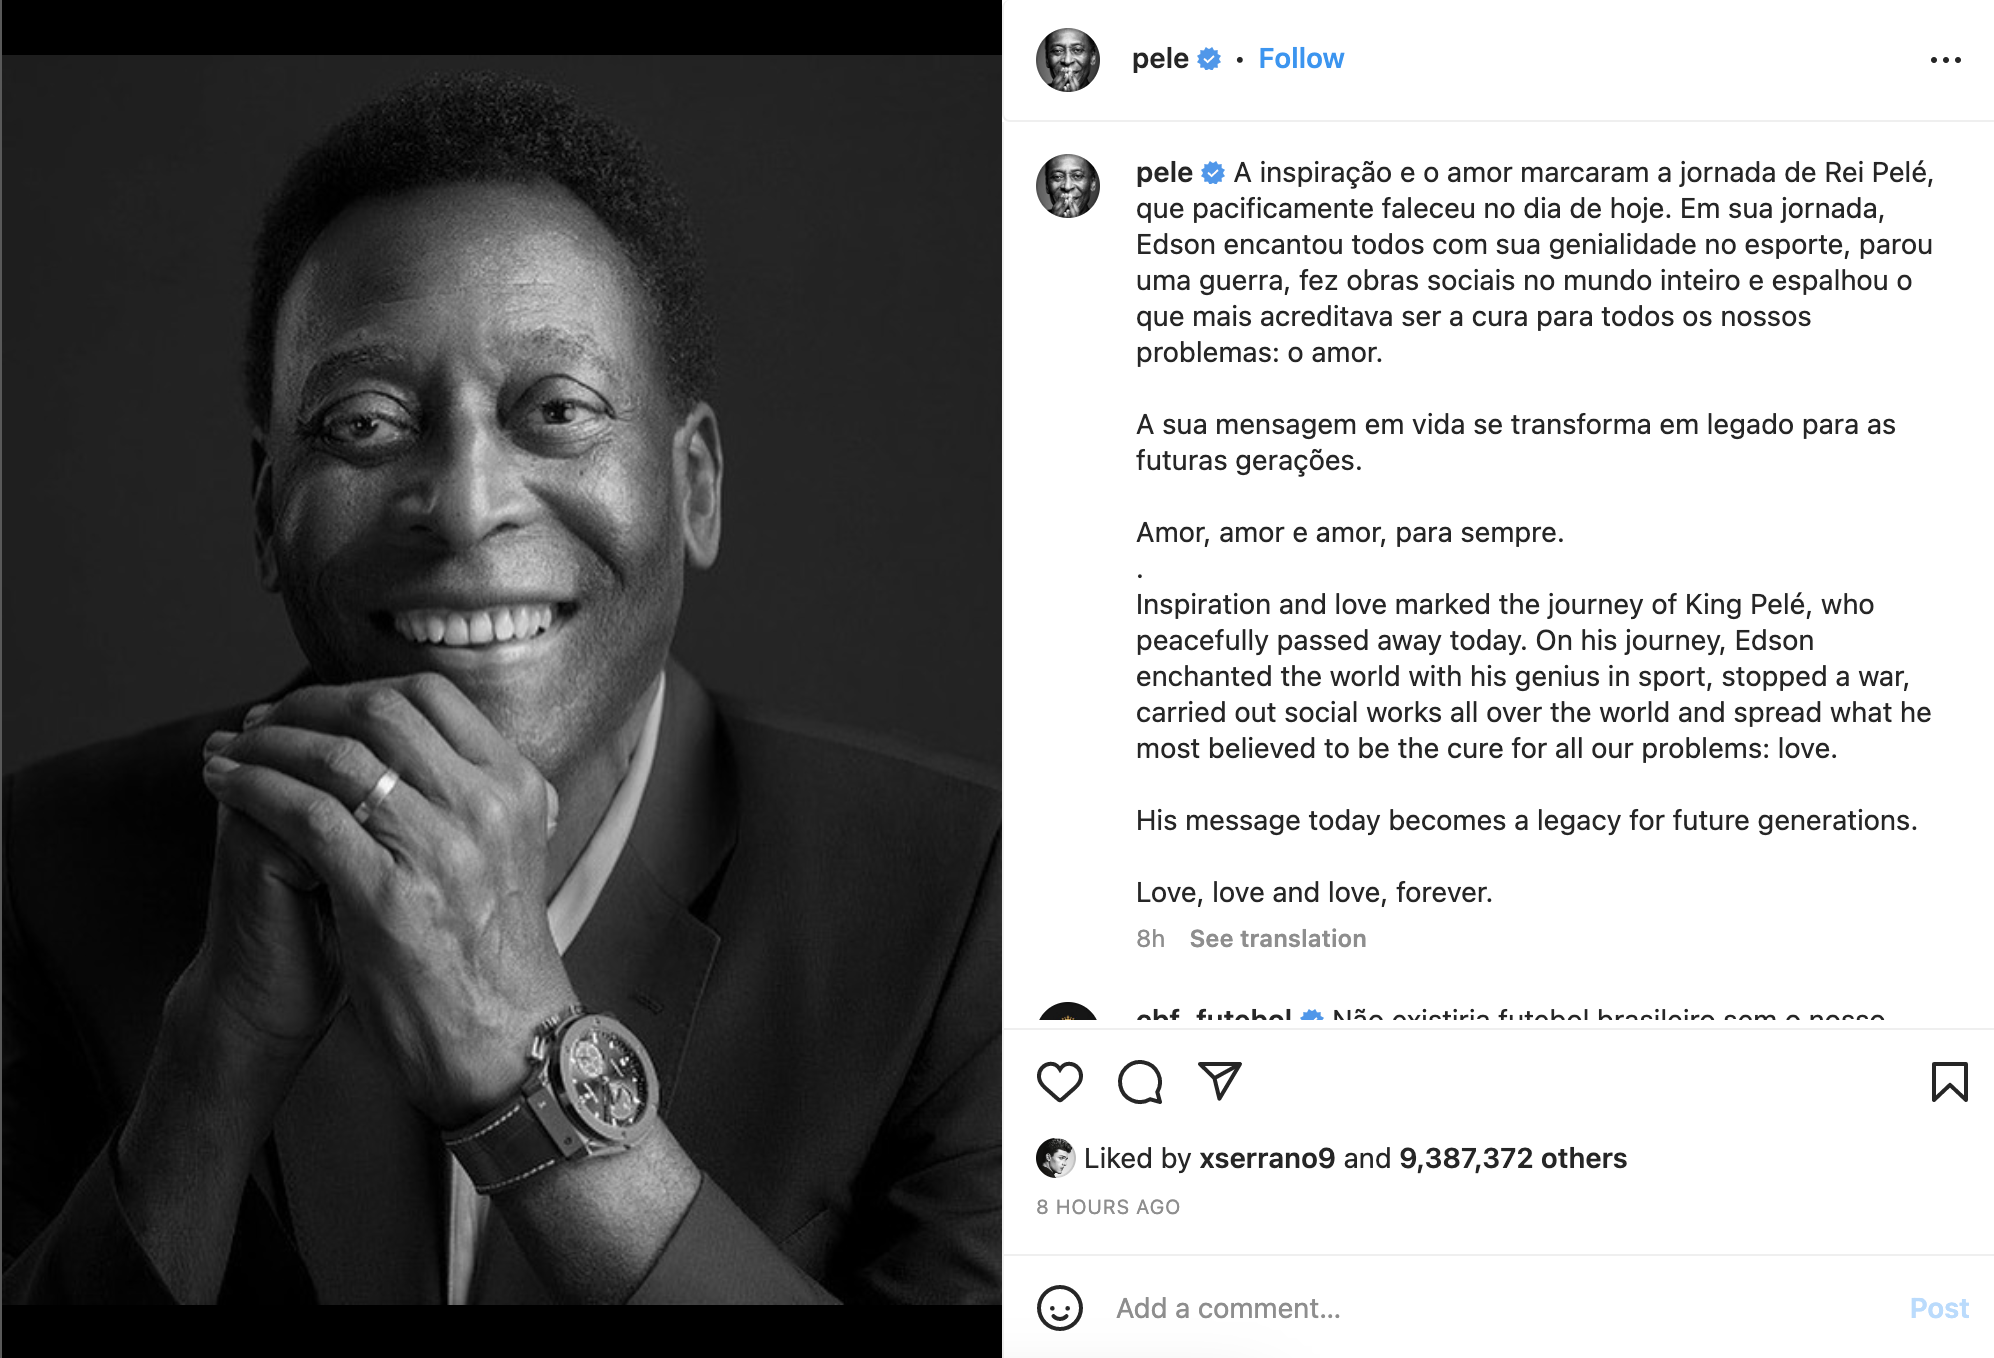 pele • Follow
pele A inspiração e o amor marcaram a jornada de Rei Pelé,
que pacificamente faleceu no dia de hoje. Em sua jornada,
Edson encantou todos com sua genialidade no esporte, parou
uma guerra, fez obras sociais no mundo inteiro e espalhou o
que mais acreditava ser a cura para todos os nossos
problemas: o amor.
A sua mensagem em vida se transforma em legado para as
futuras gerações.
Amor, amor e amor, para sempre.
.
Inspiration and love marked the journey of King Pelé, who
peacefully passed away today. On his journey, Edson
enchanted the world with his genius in sport, stopped a war,
carried out social works all over the world and spread what he
most believed to be the cure for all our problems: love.
His message today becomes a legacy for future generations.
Love, love and love, forever.
8h See translation
cbf_futebol Não existiria futebol brasileiro sem o nosso
Liked by xserrano9 and 9,387,372 others
8 HOURS AGO
Add a comment...
Post